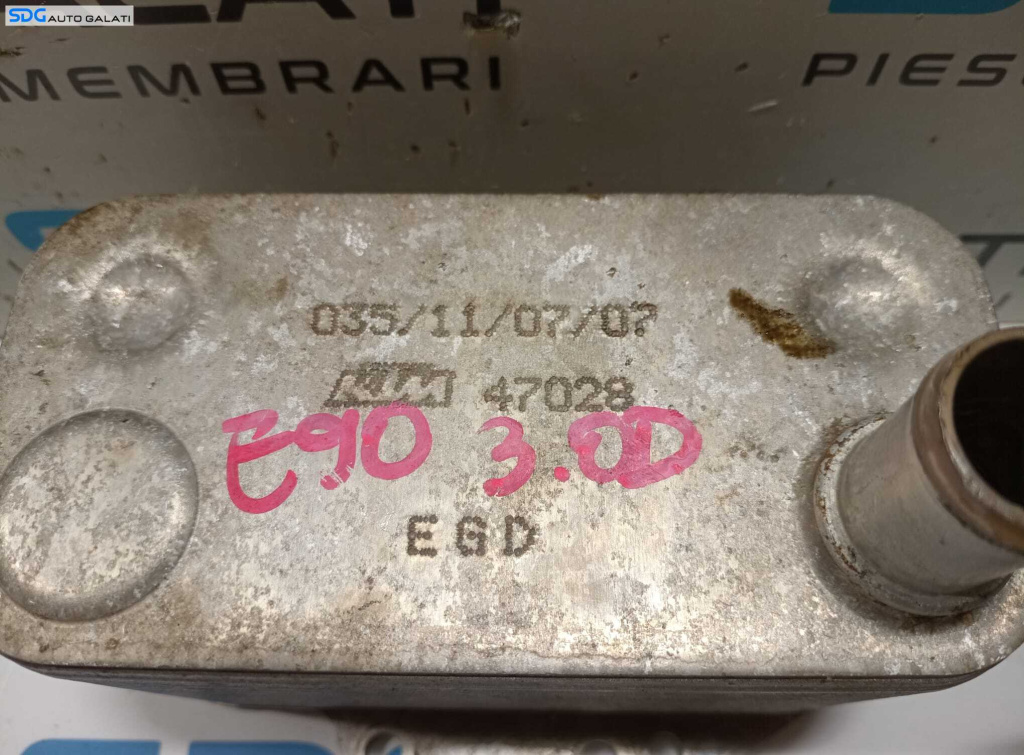 SDG AUTO GALATI
MEMBRARI
PIES
035/11/07/07
47028
E90 3.0D
EGD